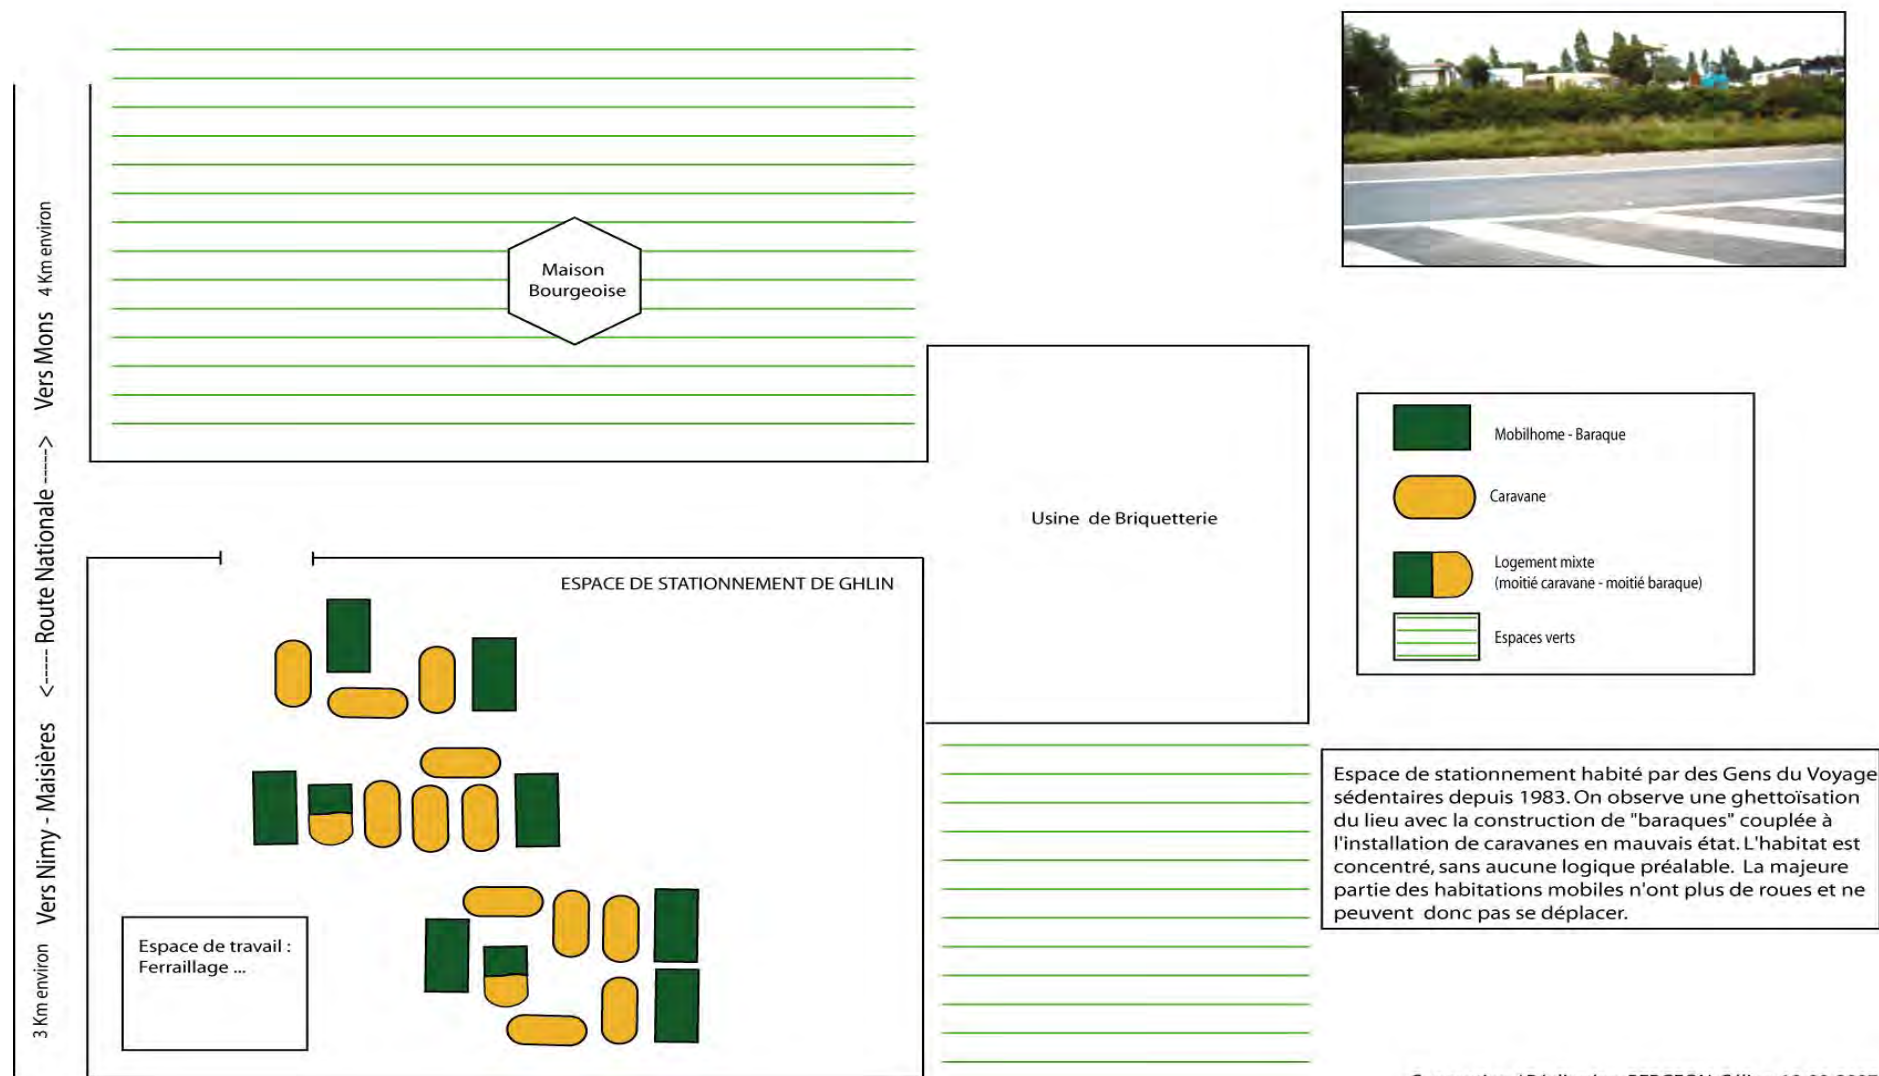 Vers Mons 4 Km environ
<----- Route Nationale ----->
3 Km environ Vers Nimy - Maisières
Maison
Bourgeoise
Usine de Briquetterie
ESPACE DE STATIONNEMENT DE GHLIN
Espace de travail :
Ferraillage ...
Mobilhome - Baraque
Caravane
Logement mixte
(moitié caravane - moitié baraque)
Espaces verts
Espace de stationnement habité par des Gens du Voyage
sédentaires depuis 1983. On observe une ghettoïsation
du lieu avec la construction de "baraques" couplée à
l'installation de caravanes en mauvais état. L'habitat est
concentré, sans aucune logique préalable. La majeure
partie des habitations mobiles n'ont plus de roues et ne
peuvent donc pas se déplacer.